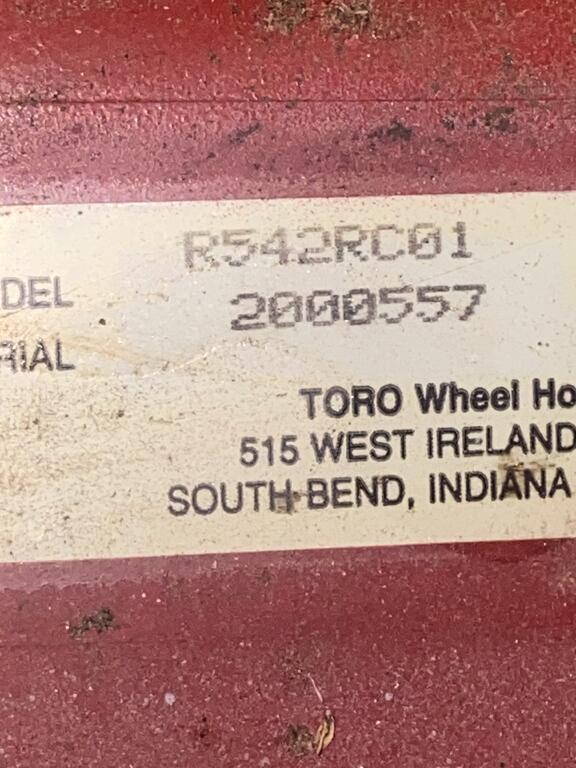 R542RC01
DEL
2000557
RIAL
TORO Wheel Ho
515 WEST IRELAND
SOUTH BEND, INDIANA